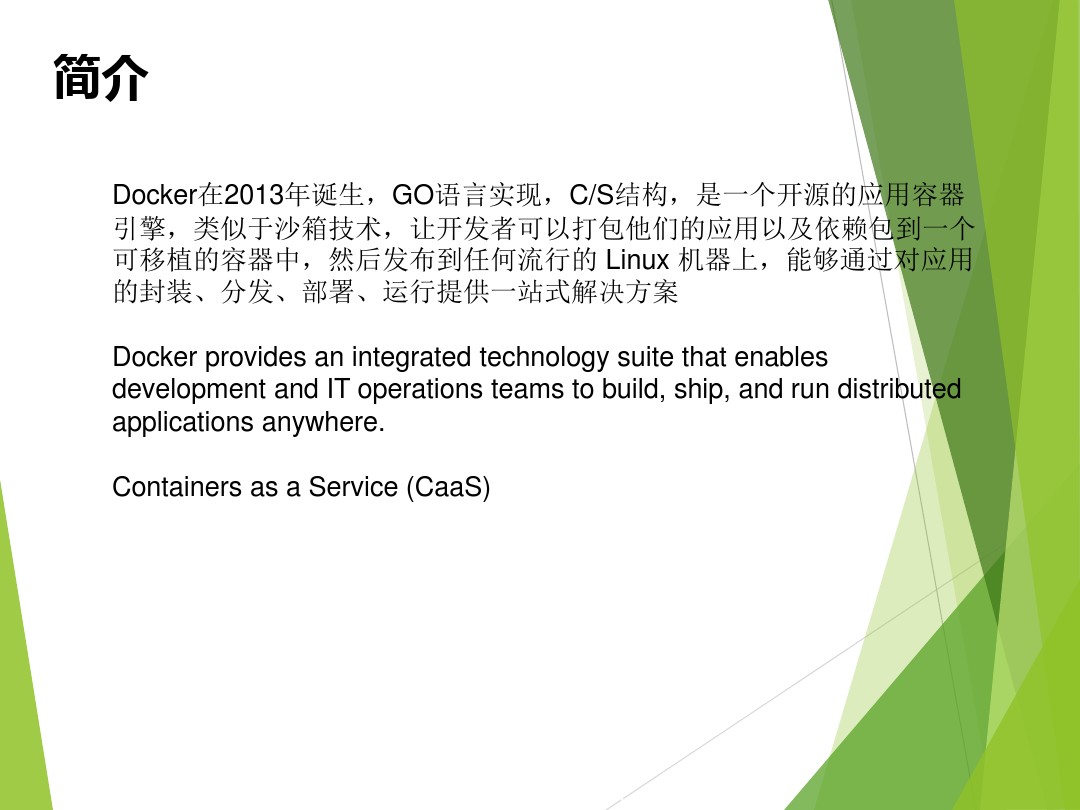 简介
Docker在2013年诞生，GO语言实现，C/S结构，是一个开源的应用容器
引擎，类似于沙箱技术，让开发者可以打包他们的应用以及依赖包到一个
可移植的容器中，然后发布到任何流行的 Linux 机器上，能够通过对应用
的封装、分发、部署、运行提供一站式解决方案
Docker provides an integrated technology suite that enables
development and IT operations teams to build, ship, and run distributed
applications anywhere.
Containers as a Service (CaaS)